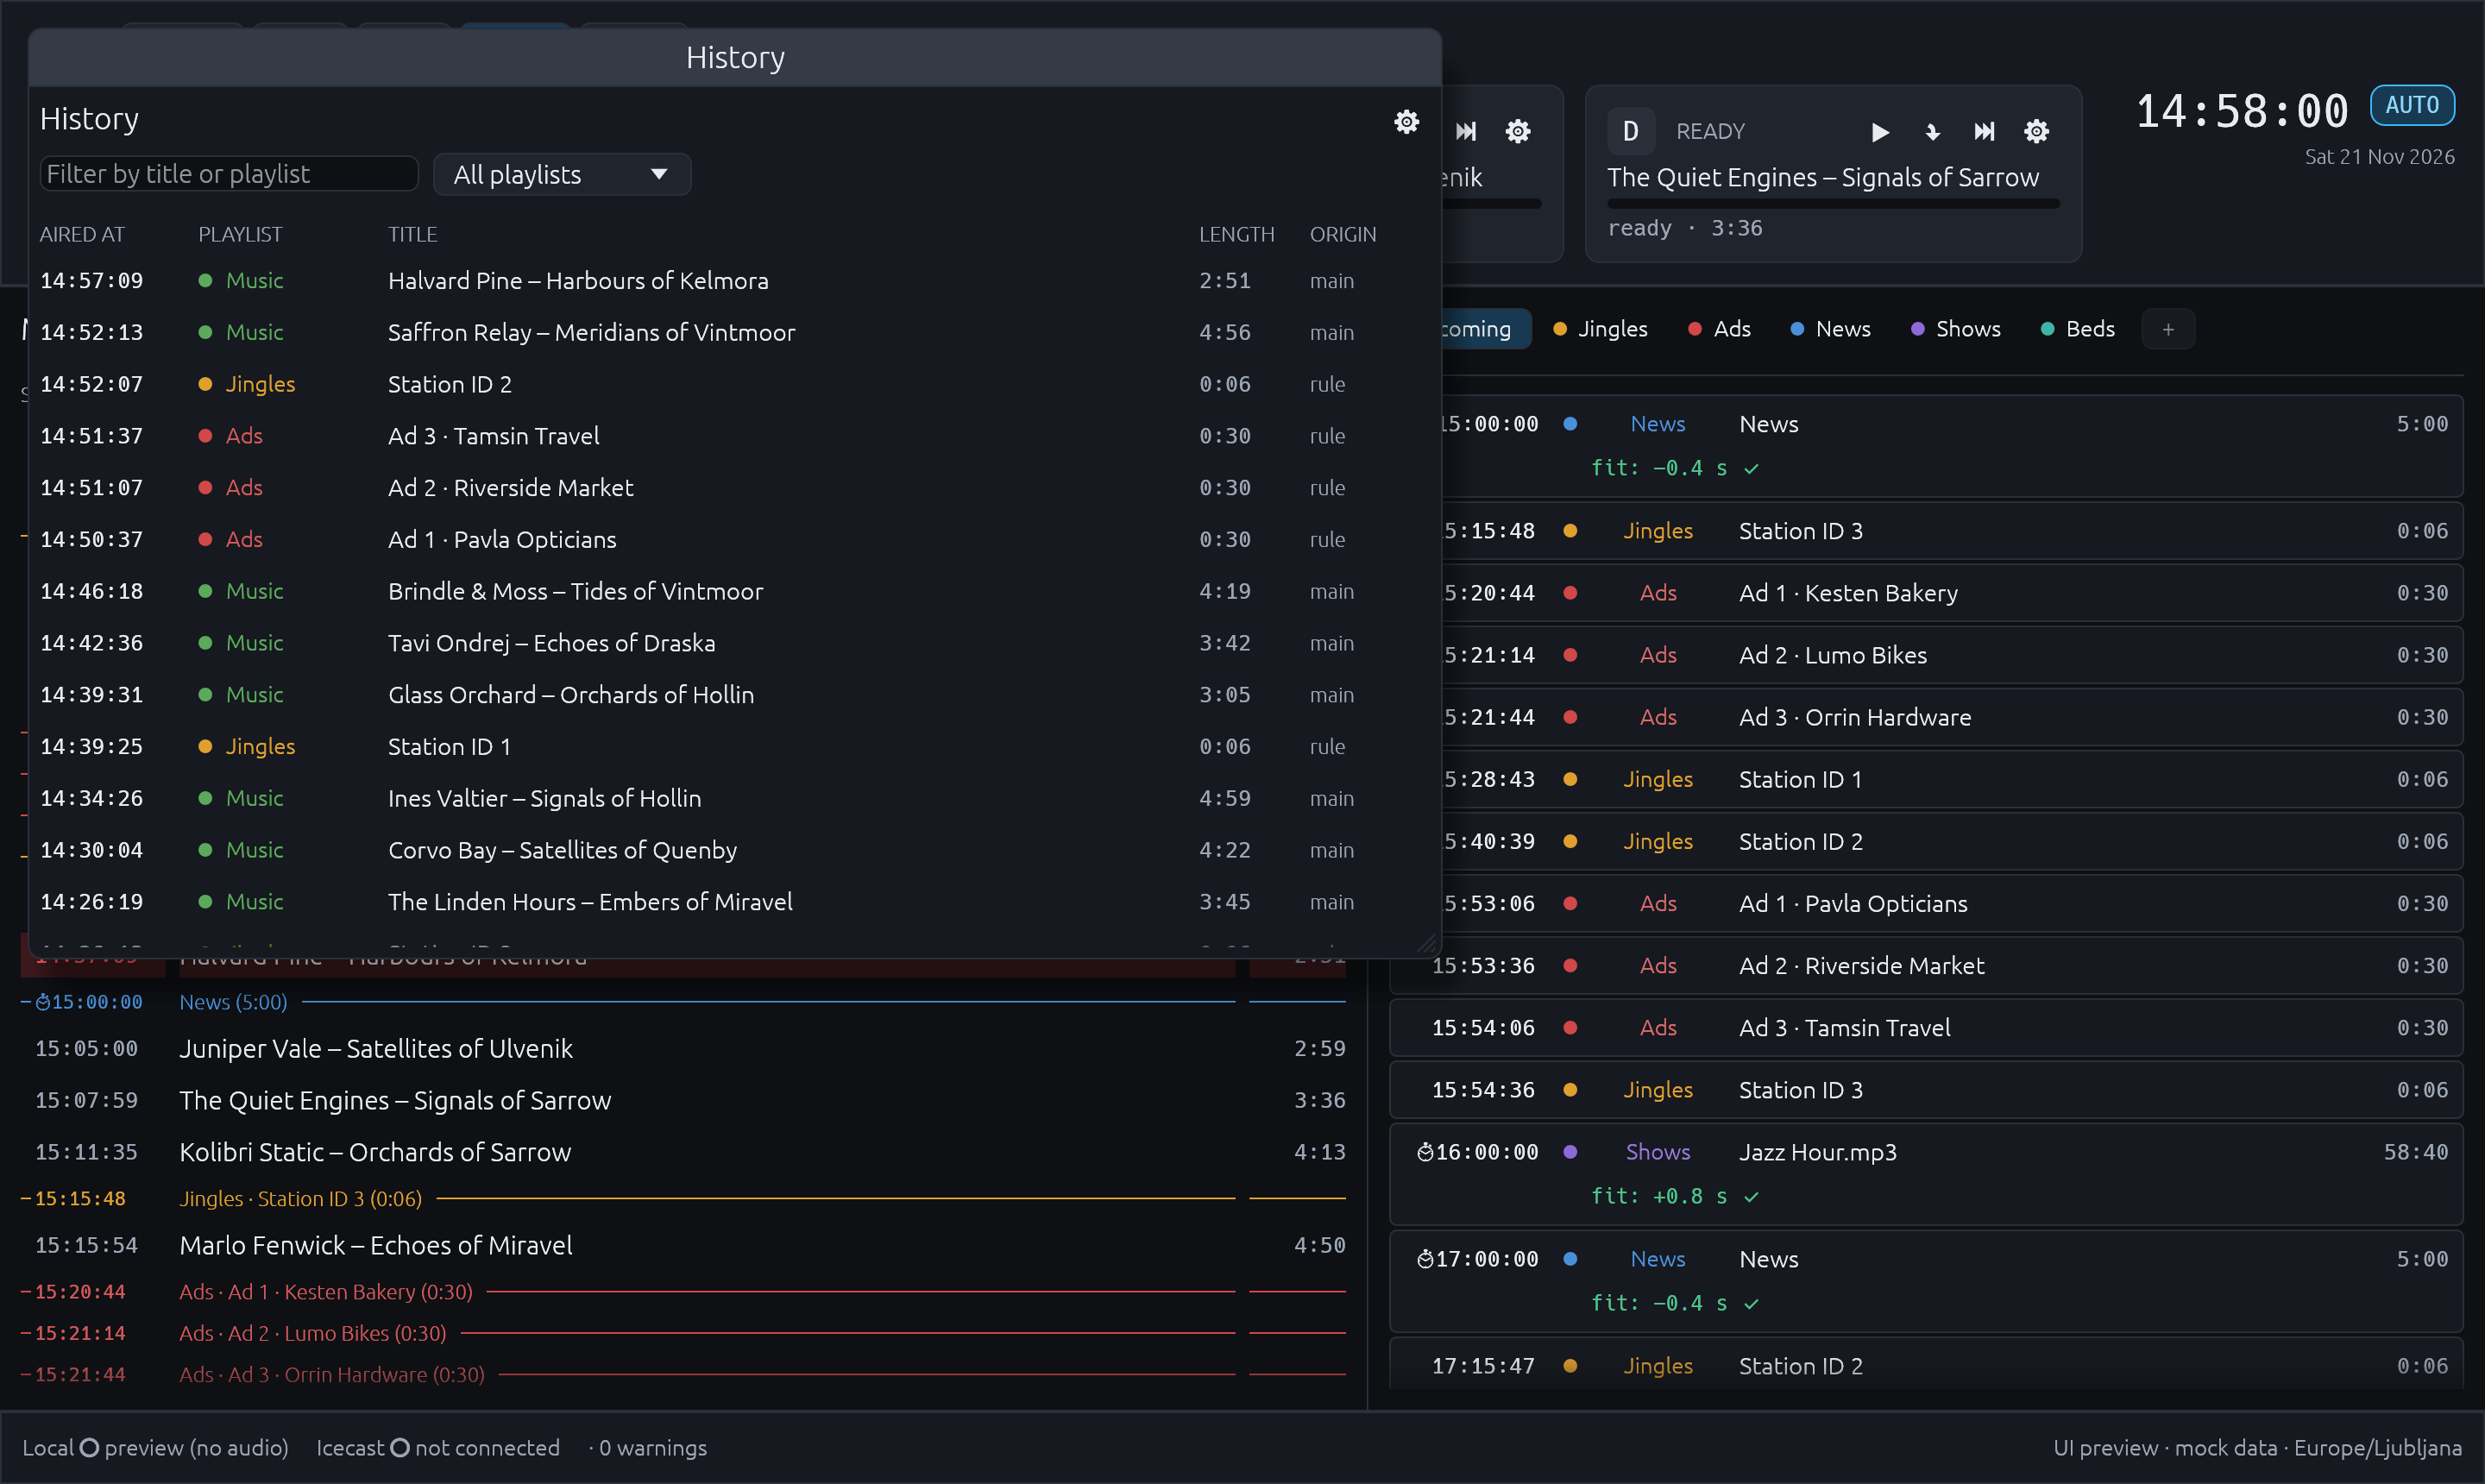 History
History
Filter by title or playlist
All playlists
AIRED AT PLAYLIST TITLE LENGTH ORIGIN
14:57:09 Music Halvard Pine – Harbours of Kelmora 2:51 main
14:52:13 Music Saffron Relay – Meridians of Vintmoor 4:56 main
14:52:07 Jingles Station ID 2 0:06 rule
14:51:37 Ads Ad 3 · Tamsin Travel 0:30 rule
14:51:07 Ads Ad 2 · Riverside Market 0:30 rule
14:50:37 Ads Ad 1 · Pavla Opticians 0:30 rule
14:46:18 Music Brindle & Moss – Tides of Vintmoor 4:19 main
14:42:36 Music Tavi Ondrej – Echoes of Draska 3:42 main
14:39:31 Music Glass Orchard – Orchards of Hollin 3:05 main
14:39:25 Jingles Station ID 1 0:06 rule
14:34:26 Music Ines Valtier – Signals of Hollin 4:59 main
14:30:04 Music Corvo Bay – Satellites of Quenby 4:22 main
14:26:19 Music The Linden Hours – Embers of Miravel 3:45 main
14:57:09 Halvard Pine – Harbours of Kelmora 2:51
15:00:00 News (5:00)
15:05:00 Juniper Vale – Satellites of Ulvenik 2:59
15:07:59 The Quiet Engines – Signals of Sarrow 3:36
15:11:35 Kolibri Static – Orchards of Sarrow 4:13
15:15:48 Jingles · Station ID 3 (0:06)
15:15:54 Marlo Fenwick – Echoes of Miravel 4:50
15:20:44 Ads · Ad 1 · Kesten Bakery (0:30)
15:21:14 Ads · Ad 2 · Lumo Bikes (0:30)
15:21:44 Ads · Ad 3 · Orrin Hardware (0:30)
enik
D READY
The Quiet Engines – Signals of Sarrow
ready · 3:36
14:58:00 AUTO
Sat 21 Nov 2026
coming Jingles Ads News Shows Beds +
15:00:00 News News 5:00
fit: −0.4 s ✓
5:15:48 Jingles Station ID 3 0:06
5:20:44 Ads Ad 1 · Kesten Bakery 0:30
5:21:14 Ads Ad 2 · Lumo Bikes 0:30
5:21:44 Ads Ad 3 · Orrin Hardware 0:30
5:28:43 Jingles Station ID 1 0:06
5:40:39 Jingles Station ID 2 0:06
5:53:06 Ads Ad 1 · Pavla Opticians 0:30
15:53:36 Ads Ad 2 · Riverside Market 0:30
15:54:06 Ads Ad 3 · Tamsin Travel 0:30
15:54:36 Jingles Station ID 3 0:06
16:00:00 Shows Jazz Hour.mp3 58:40
fit: +0.8 s ✓
17:00:00 News News 5:00
fit: −0.4 s ✓
17:15:47 Jingles Station ID 2 0:06
Local preview (no audio) Icecast not connected · 0 warnings
UI preview · mock data · Europe/Ljubljana